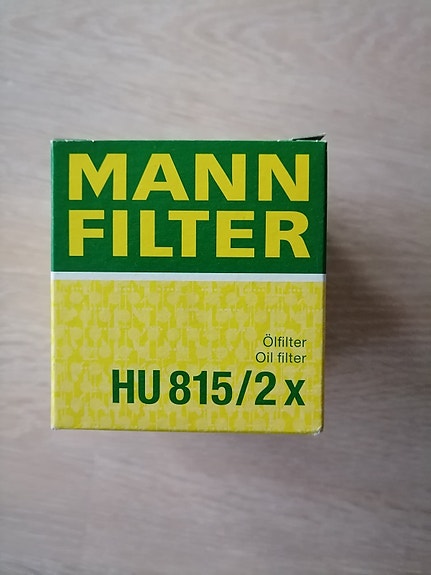 MANN
FILTER
Ölfilter
Oil filter
HU 815/2 x